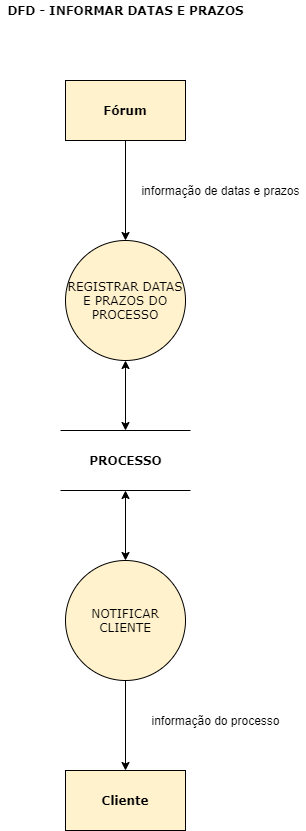 DFD - INFORMAR DATAS E PRAZOS
Fórum
informação de datas e prazos
REGISTRAR DATAS
E PRAZOS DO
PROCESSO
PROCESSO
NOTIFICAR
CLIENTE
informação do processo
Cliente